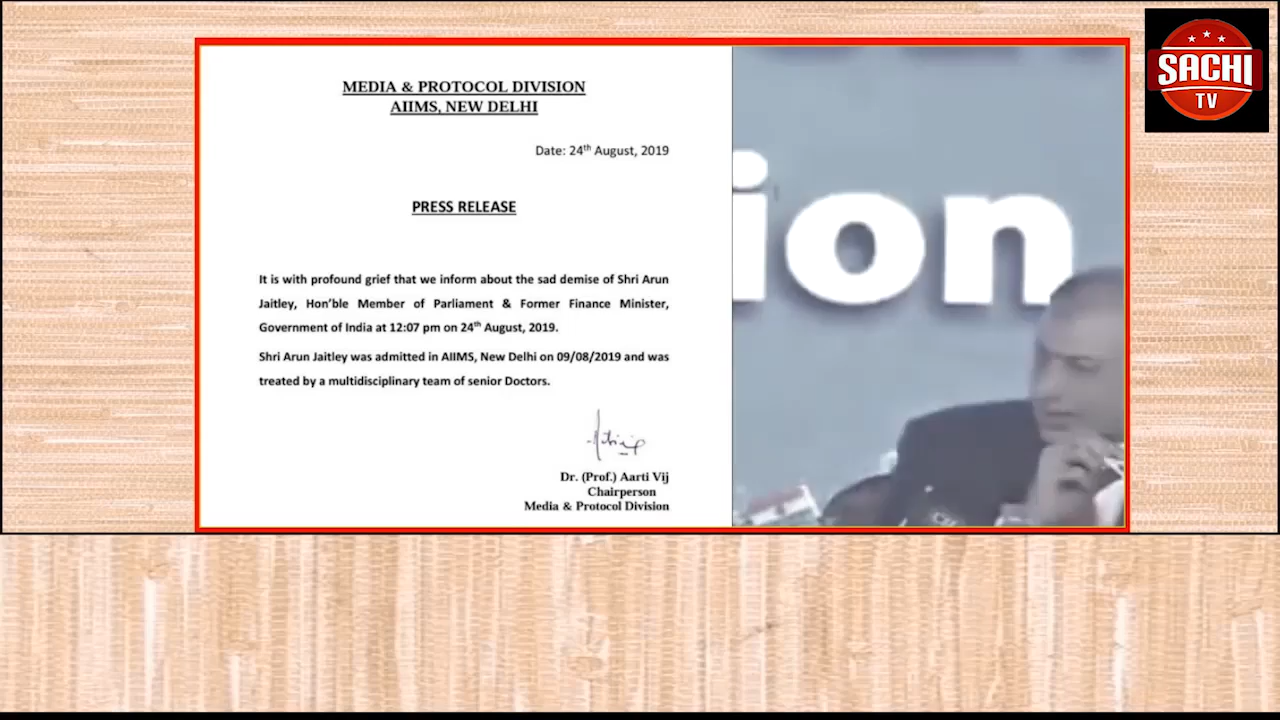 MEDIA & PROTOCOL DIVISION
AIIMS, NEW DELHI
Date: 24th August, 2019
PRESS RELEASE
It is with profound grief that we inform about the sad demise of Shri Arun
Jaitley, Hon'ble Member of Parliament & Former Finance Minister,
Government of India at 12:07 pm on 24th August, 2019.
Shri Arun Jaitley was admitted in AIIMS, New Delhi on 09/08/2019 and was
treated by a multidisciplinary team of senior Doctors.
Dr. (Prof.) Aarti Vij
Chairperson
Media & Protocol Division
ion
SACHI
TV